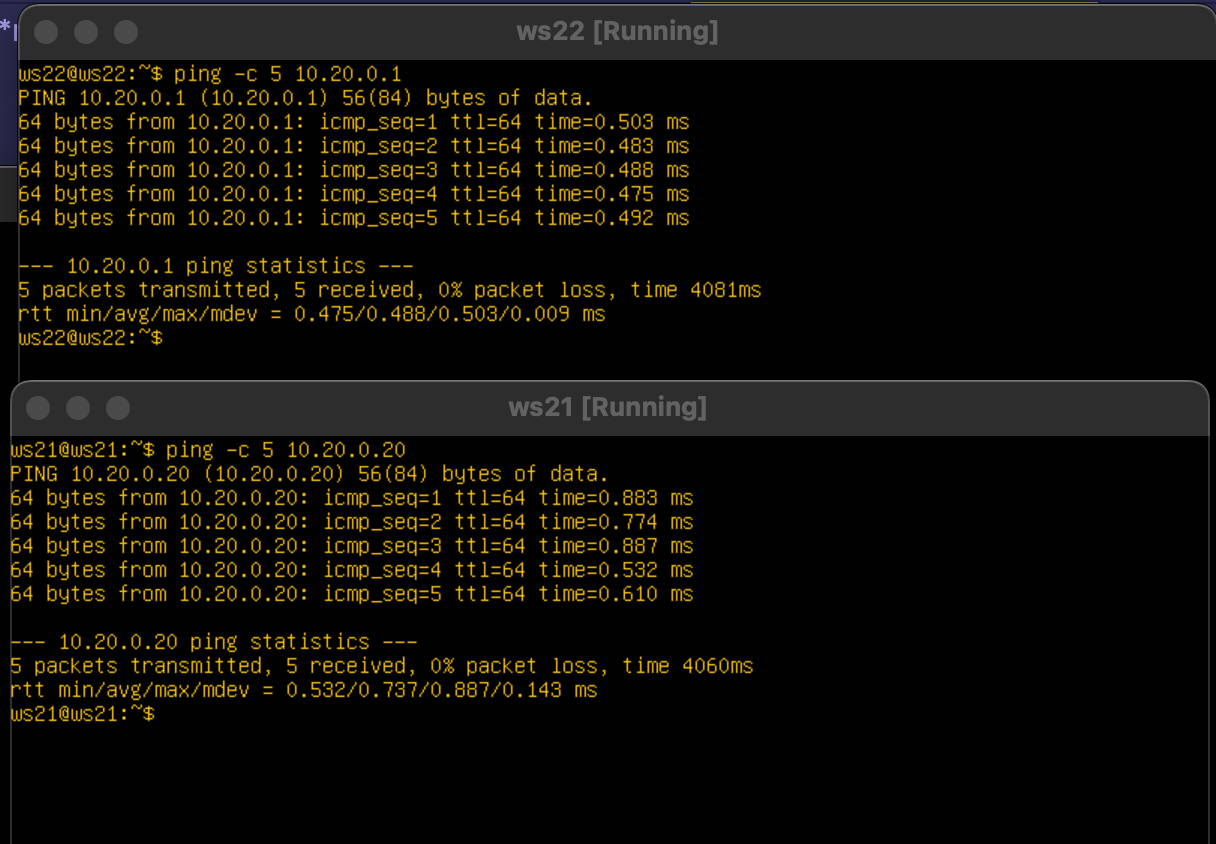 *r
ws22 [Running]
ws22@ws22:~$ ping -c 5 10.20.0.1
PING 10.20.0.1 (10.20.0.1) 56(84) bytes of data.
64 bytes from 10.20.0.1: icmp_seq=1 ttl=64 time=0.503 ms
64 bytes from 10.20.0.1: icmp_seq=2 ttl=64 time=0.483 ms
64 bytes from 10.20.0.1: icmp_seq=3 ttl=64 time=0.488 ms
64 bytes from 10.20.0.1: icmp_seq=4 ttl=64 time=0.475 ms
64 bytes from 10.20.0.1: icmp_seq=5 ttl=64 time=0.492 ms
--- 10.20.0.1 ping statistics ---
5 packets transmitted, 5 received, 0% packet loss, time 4081ms
rtt min/avg/max/mdev = 0.475/0.488/0.503/0.009 ms
ws22@ws22:~$
ws21 [Running]
ws21@ws21:~$ ping -c 5 10.20.0.20
PING 10.20.0.20 (10.20.0.20) 56(84) bytes of data.
64 bytes from 10.20.0.20: icmp_seq=1 ttl=64 time=0.883 ms
64 bytes from 10.20.0.20: icmp_seq=2 ttl=64 time=0.774 ms
64 bytes from 10.20.0.20: icmp_seq=3 ttl=64 time=0.887 ms
64 bytes from 10.20.0.20: icmp_seq=4 ttl=64 time=0.532 ms
64 bytes from 10.20.0.20: icmp_seq=5 ttl=64 time=0.610 ms
--- 10.20.0.20 ping statistics ---
5 packets transmitted, 5 received, 0% packet loss, time 4060ms
rtt min/avg/max/mdev = 0.532/0.737/0.887/0.143 ms
ws21@ws21:~$